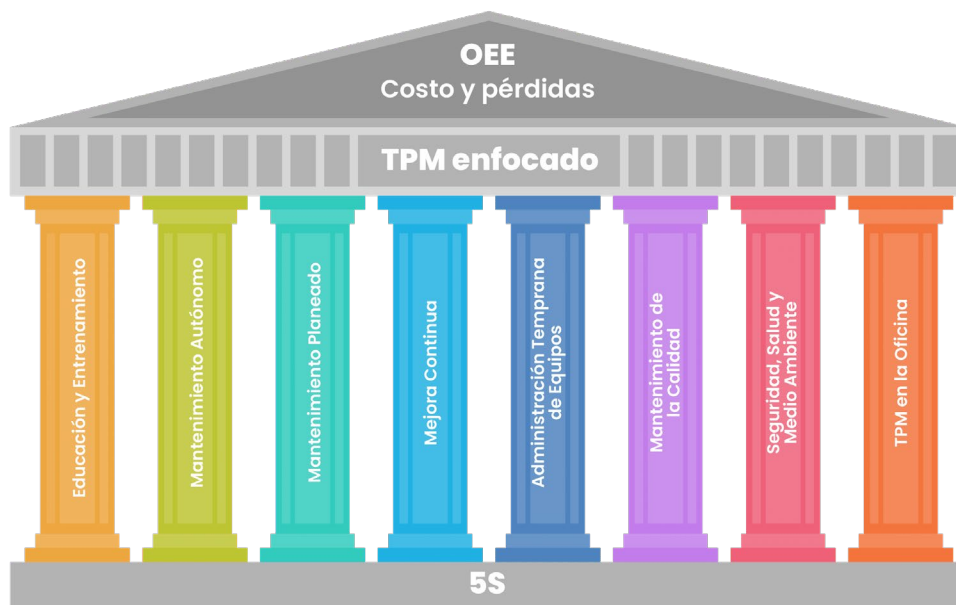 OEE
Costo y pérdidas
TPM enfocado
Educación y Entrenamiento
Mantenimiento Autónomo
Mantenimiento Planeado
Mejora Continua
Administración Temprana
de Equipos
Mantenimiento de
la Calidad
Seguridad, Salud y
Medio Ambiente
TPM en la Oficina
5S